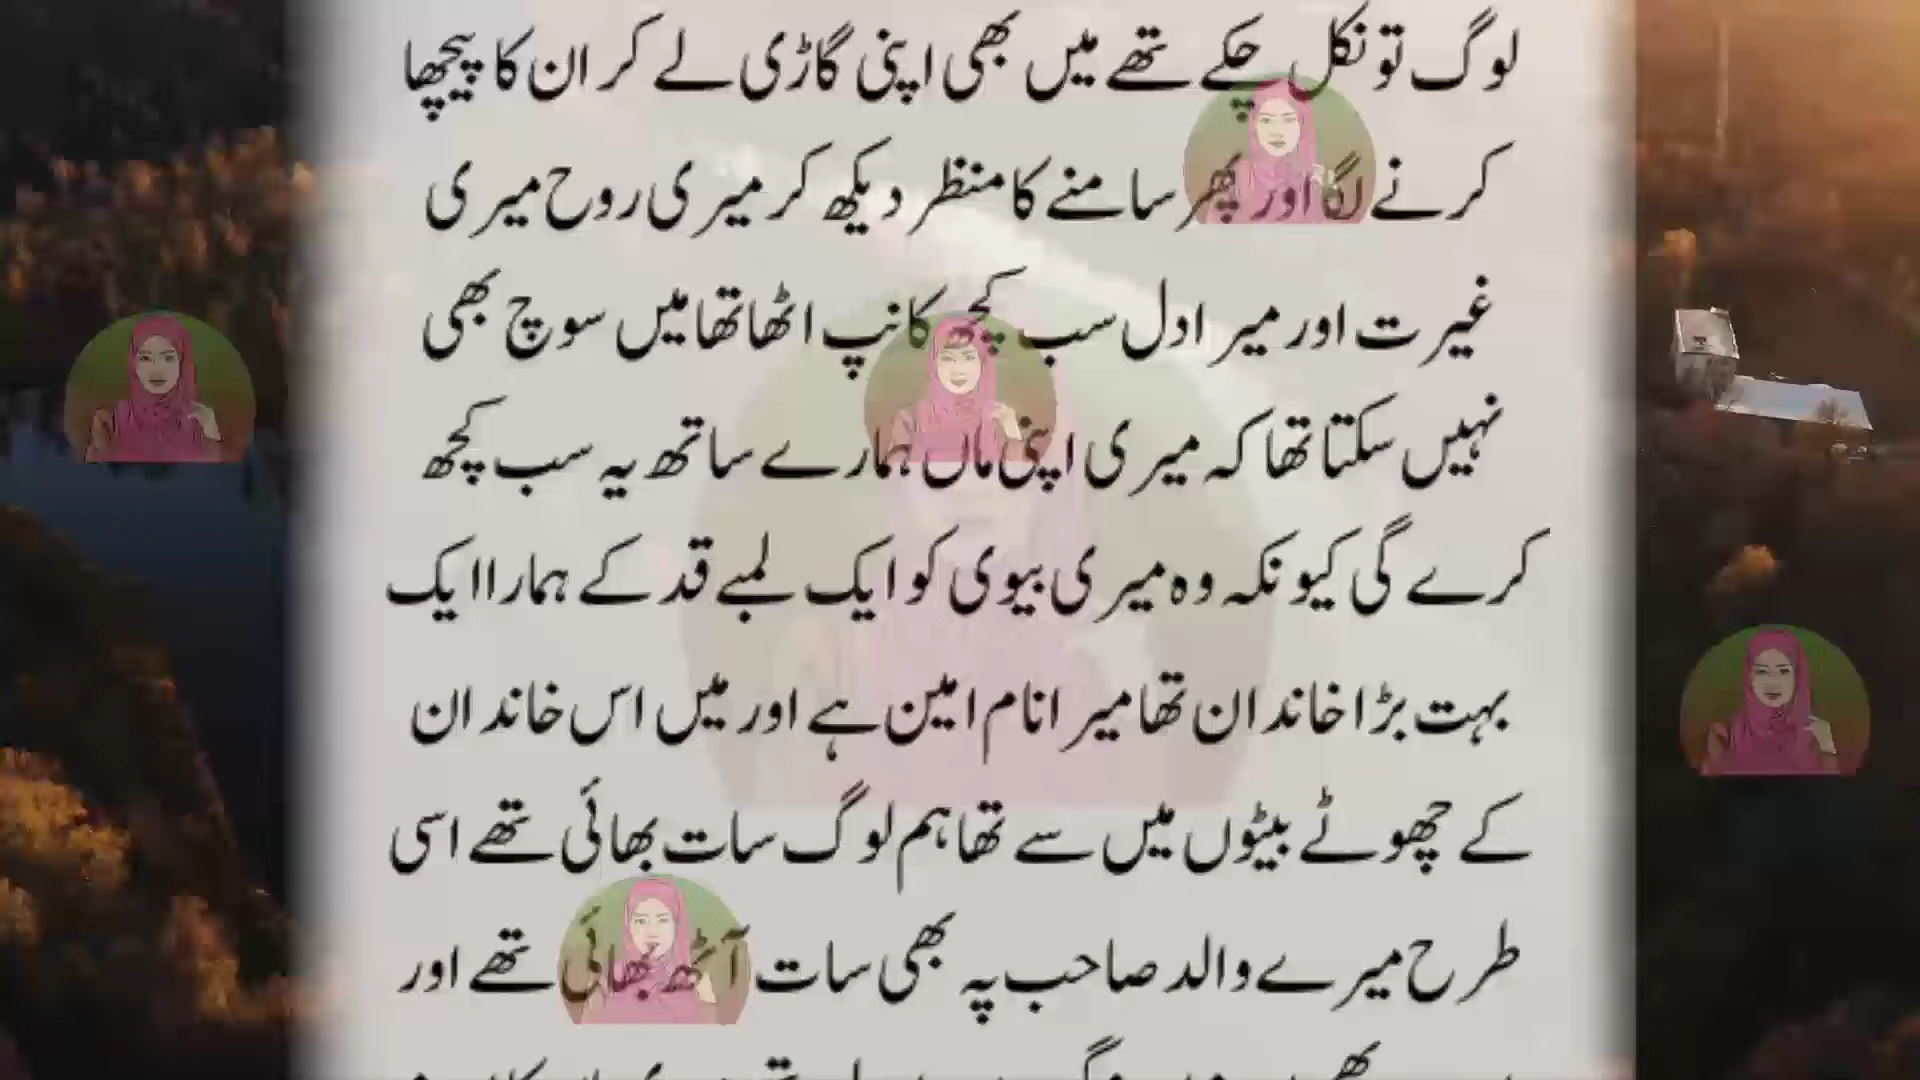 لوگ تو نکل چکے تھے میں بھی اپنی گاڑی لے کر ان کا پیچھا
کرنے لگا اور پھر سامنے کا منظر دیکھ کر میری روح میری
غیرت اور میرا دل سب کچھ کانپ اٹھا تھا میں سوچ بھی
نہیں سکتا تھا کہ میری اپنی ماں ہمارے ساتھ یہ سب کچھ
کرے گی کیونکہ وہ میری بیوی کو ایک لمبے قد کے ہمارا ایک
بہت بڑا خاندان تھا میرا نام امین ہے اور میں اس خاندان
کے چھوٹے بیٹوں میں سے تھا ہم لوگ سات بھائی تھے اسی
طرح میرے والد صاحب پہ بھی سات آٹھ بھائی تھے اور